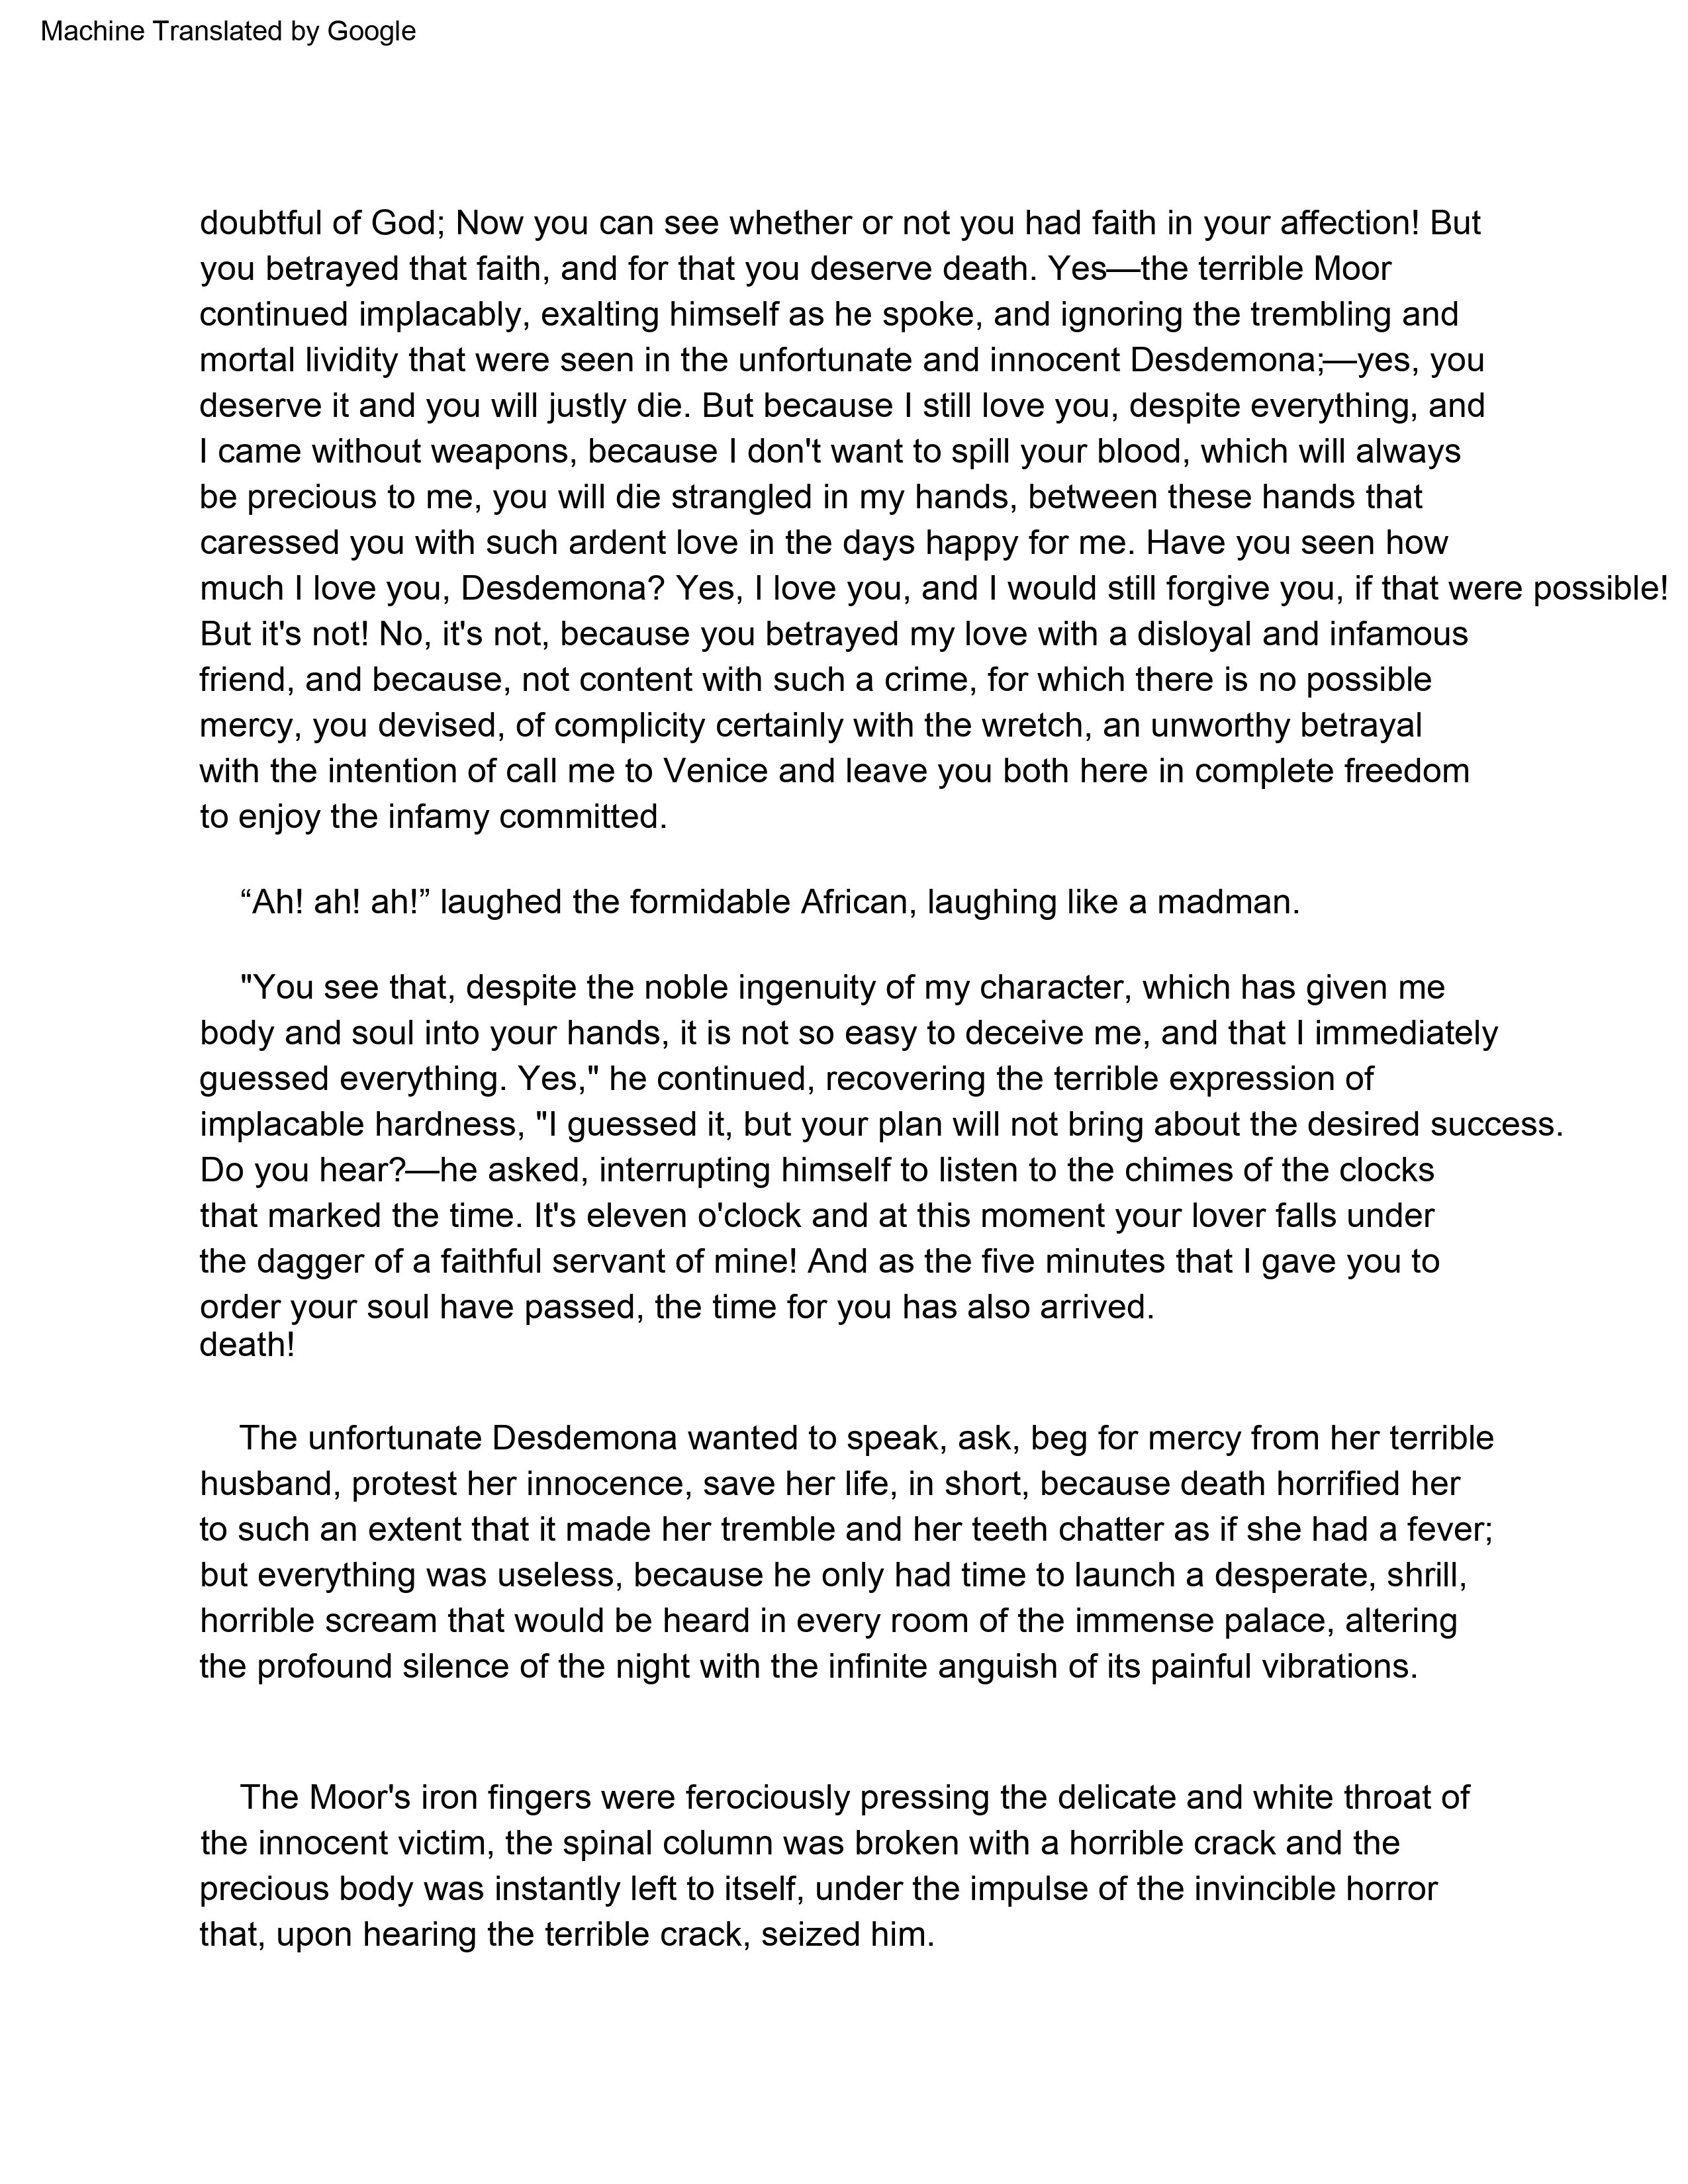 Machine Translated by Google
doubtful of God; Now you can see whether or not you had faith in your affection! But
you betrayed that faith, and for that you deserve death. Yes—the terrible Moor
continued implacably, exalting himself as he spoke, and ignoring the trembling and
mortal lividity that were seen in the unfortunate and innocent Desdemona;—yes, you
deserve it and you will justly die. But because I still love you, despite everything, and
I came without weapons, because I don't want to spill your blood, which will always
be precious to me, you will die strangled in my hands, between these hands that
caressed you with such ardent love in the days happy for me. Have you seen how
much I love you, Desdemona? Yes, I love you, and I would still forgive you, if that were possible!
But it's not! No, it's not, because you betrayed my love with a disloyal and infamous
friend, and because, not content with such a crime, for which there is no possible
mercy, you devised, of complicity certainly with the wretch, an unworthy betrayal
with the intention of call me to Venice and leave you both here in complete freedom
to enjoy the infamy committed.
“Ah! ah! ah!” laughed the formidable African, laughing like a madman.
"You see that, despite the noble ingenuity of my character, which has given me
body and soul into your hands, it is not so easy to deceive me, and that I immediately
guessed everything. Yes," he continued, recovering the terrible expression of
implacable hardness, "I guessed it, but your plan will not bring about the desired success.
Do you hear?—he asked, interrupting himself to listen to the chimes of the clocks
that marked the time. It's eleven o'clock and at this moment your lover falls under
the dagger of a faithful servant of mine! And as the five minutes that I gave you to
order your soul have passed, the time for you has also arrived.
death!
The unfortunate Desdemona wanted to speak, ask, beg for mercy from her terrible
husband, protest her innocence, save her life, in short, because death horrified her
to such an extent that it made her tremble and her teeth chatter as if she had a fever;
but everything was useless, because he only had time to launch a desperate, shrill,
horrible scream that would be heard in every room of the immense palace, altering
the profound silence of the night with the infinite anguish of its painful vibrations.
The Moor's iron fingers were ferociously pressing the delicate and white throat of
the innocent victim, the spinal column was broken with a horrible crack and the
precious body was instantly left to itself, under the impulse of the invincible horror
that, upon hearing the terrible crack, seized him.